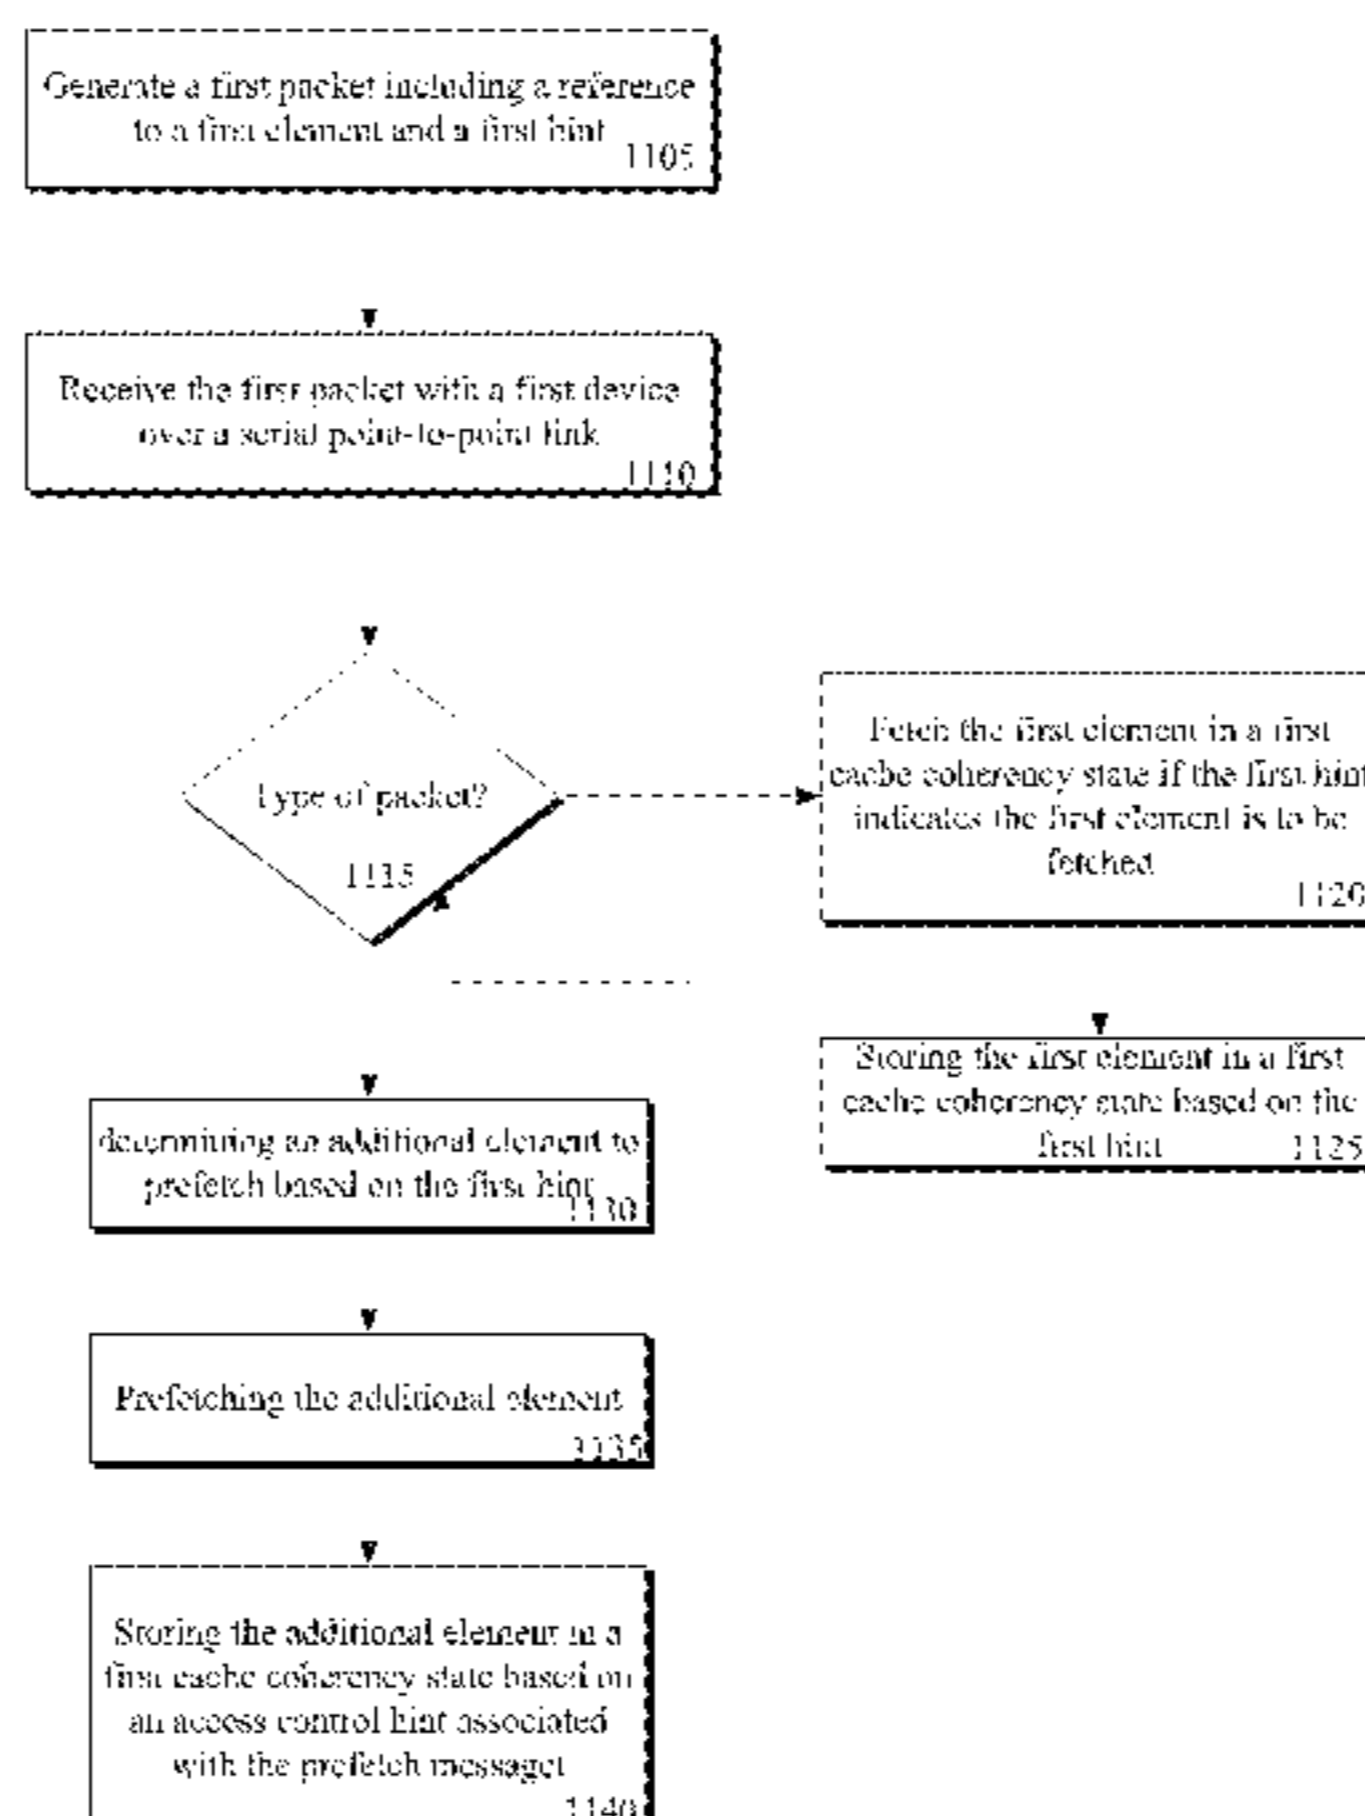 Generate a first packet including a reference
to a first element and a first hint
1105
Receive the first packet with a first device
over a serial point-to-point link
1110
Type of packet?
1115
Fetch the first element in a first
cache coherency state if the first hint
indicates the first element is to be
fetched
1120
Storing the first element in a first
cache coherency state based on the
first hint
1125
determining an additional element to
prefetch based on the first hint
1130
Prefetching the additional element
1135
Storing the additional element in a
first cache coherency state based on
an access control hint associated
with the prefetch message
1140